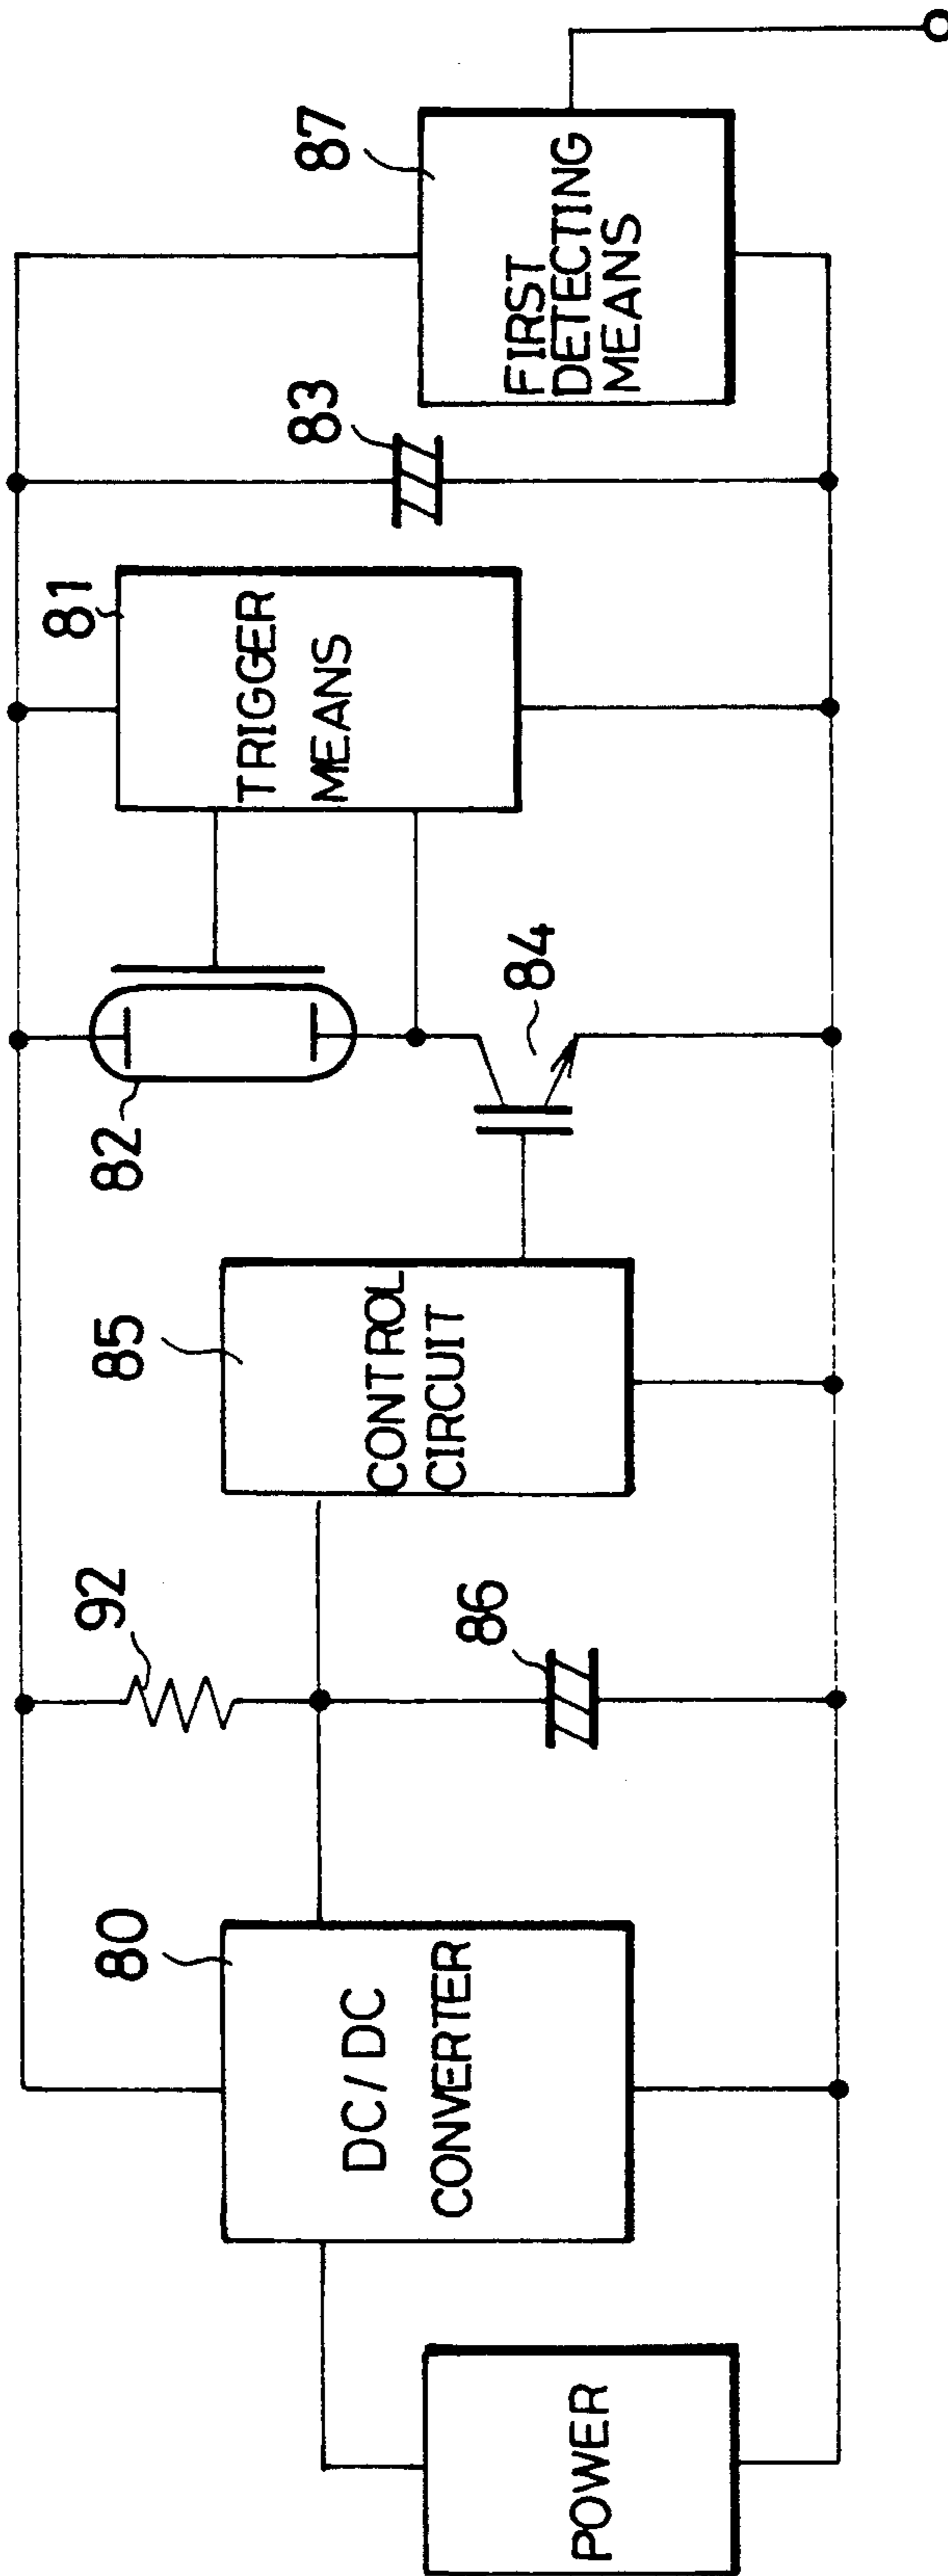 POWER
DC/DC
CONVERTER
80
92
86
CONTROL
CIRCUIT
85
82
84
TRIGGER
MEANS
81
83
FIRST
DETECTING
MEANS
87